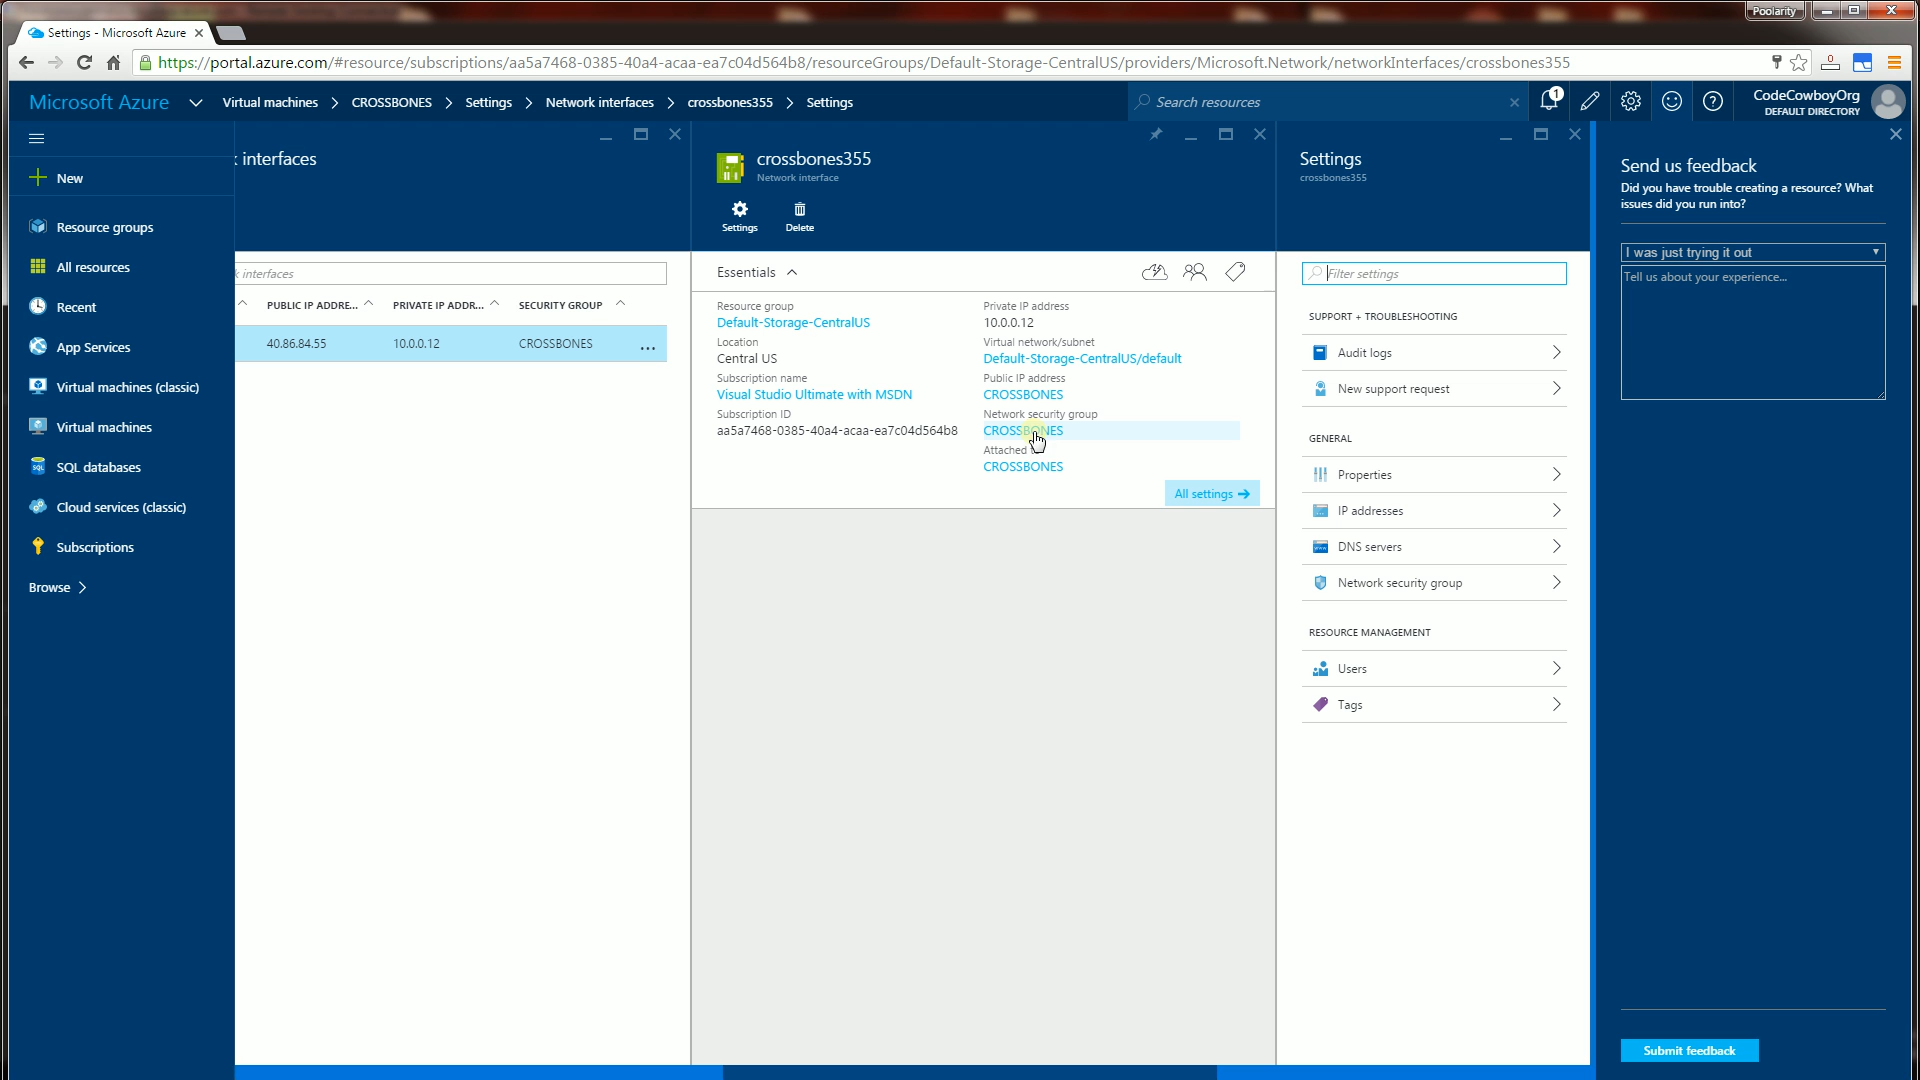 Poolarity
Settings - Microsoft Azure
https://portal.azure.com/#resource/subscriptions/aa5a7468-0385-40a4-acaa-ea7c04d564b8/resourceGroups/Default-Storage-CentralUS/providers/Microsoft.Network/networkInterfaces/crossbones355
Microsoft Azure
Virtual machines > CROSSBONES > Settings > Network interfaces > crossbones355 > Settings
Search resources
1
CodeCowboyOrg
DEFAULT DIRECTORY
New
Resource groups
All resources
Recent
App Services
Virtual machines (classic)
Virtual machines
SQL databases
Cloud services (classic)
Subscriptions
Browse >
interfaces
interfaces
PUBLIC IP ADDRE... PRIVATE IP ADDR... SECURITY GROUP
40.86.84.55 10.0.0.12 CROSSBONES ...
crossbones355
Network interface
Settings Delete
Essentials
Resource group
Default-Storage-CentralUS
Location
Central US
Subscription name
Visual Studio Ultimate with MSDN
Subscription ID
aa5a7468-0385-40a4-acaa-ea7c04d564b8
Private IP address
10.0.0.12
Virtual network/subnet
Default-Storage-CentralUS/default
Public IP address
CROSSBONES
Network security group
CROSSBONES
Attached
CROSSBONES
All settings →
Settings
crossbones355
Filter settings
SUPPORT + TROUBLESHOOTING
Audit logs
New support request
GENERAL
Properties
IP addresses
DNS servers
Network security group
RESOURCE MANAGEMENT
Users
Tags
Send us feedback
Did you have trouble creating a resource? What
issues did you run into?
I was just trying it out
Tell us about your experience...
Submit feedback